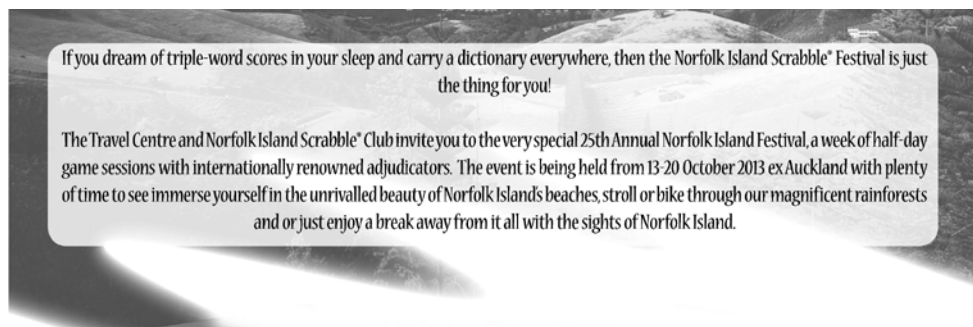 If you dream of triple-word scores in your sleep and carry a dictionary everywhere, then the Norfolk Island Scrabble® Festival is just
the thing for you!
The Travel Centre and Norfolk Island Scrabble® Club invite you to the very special 25th Annual Norfolk Island Festival, a week of half-day
game sessions with internationally renowned adjudicators. The event is being held from 13-20 October 2013 ex Auckland with plenty
of time to see immerse yourself in the unrivalled beauty of Norfolk Island's beaches, stroll or bike through our magnificent rainforests
and or just enjoy a break away from it all with the sights of Norfolk Island.